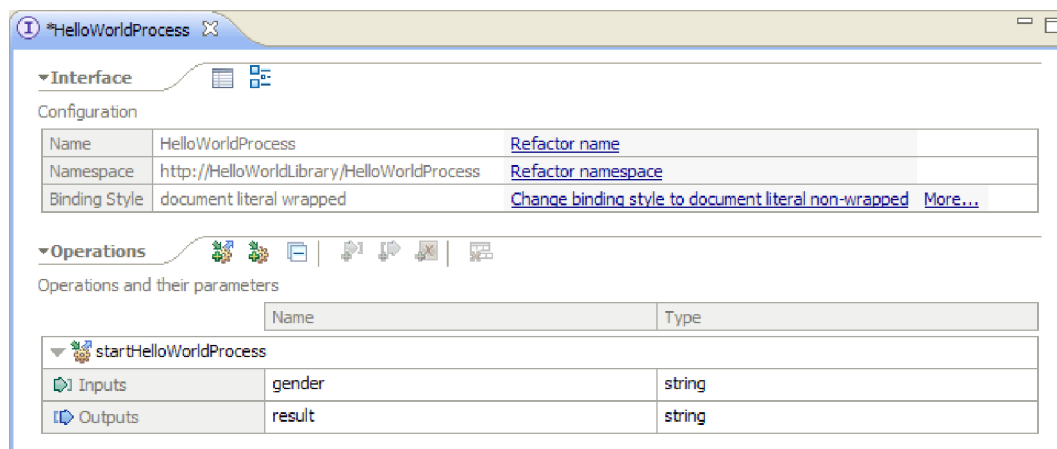 *HelloWorldProcess
Interface
Configuration
Name HelloWorldProcess Refactor name
Namespace http://HelloWorldLibrary/HelloWorldProcess Refactor namespace
Binding Style document literal wrapped Change binding style to document literal non-wrapped More...
Operations
Operations and their parameters
Name Type
startHelloWorldProcess
Inputs gender string
Outputs result string